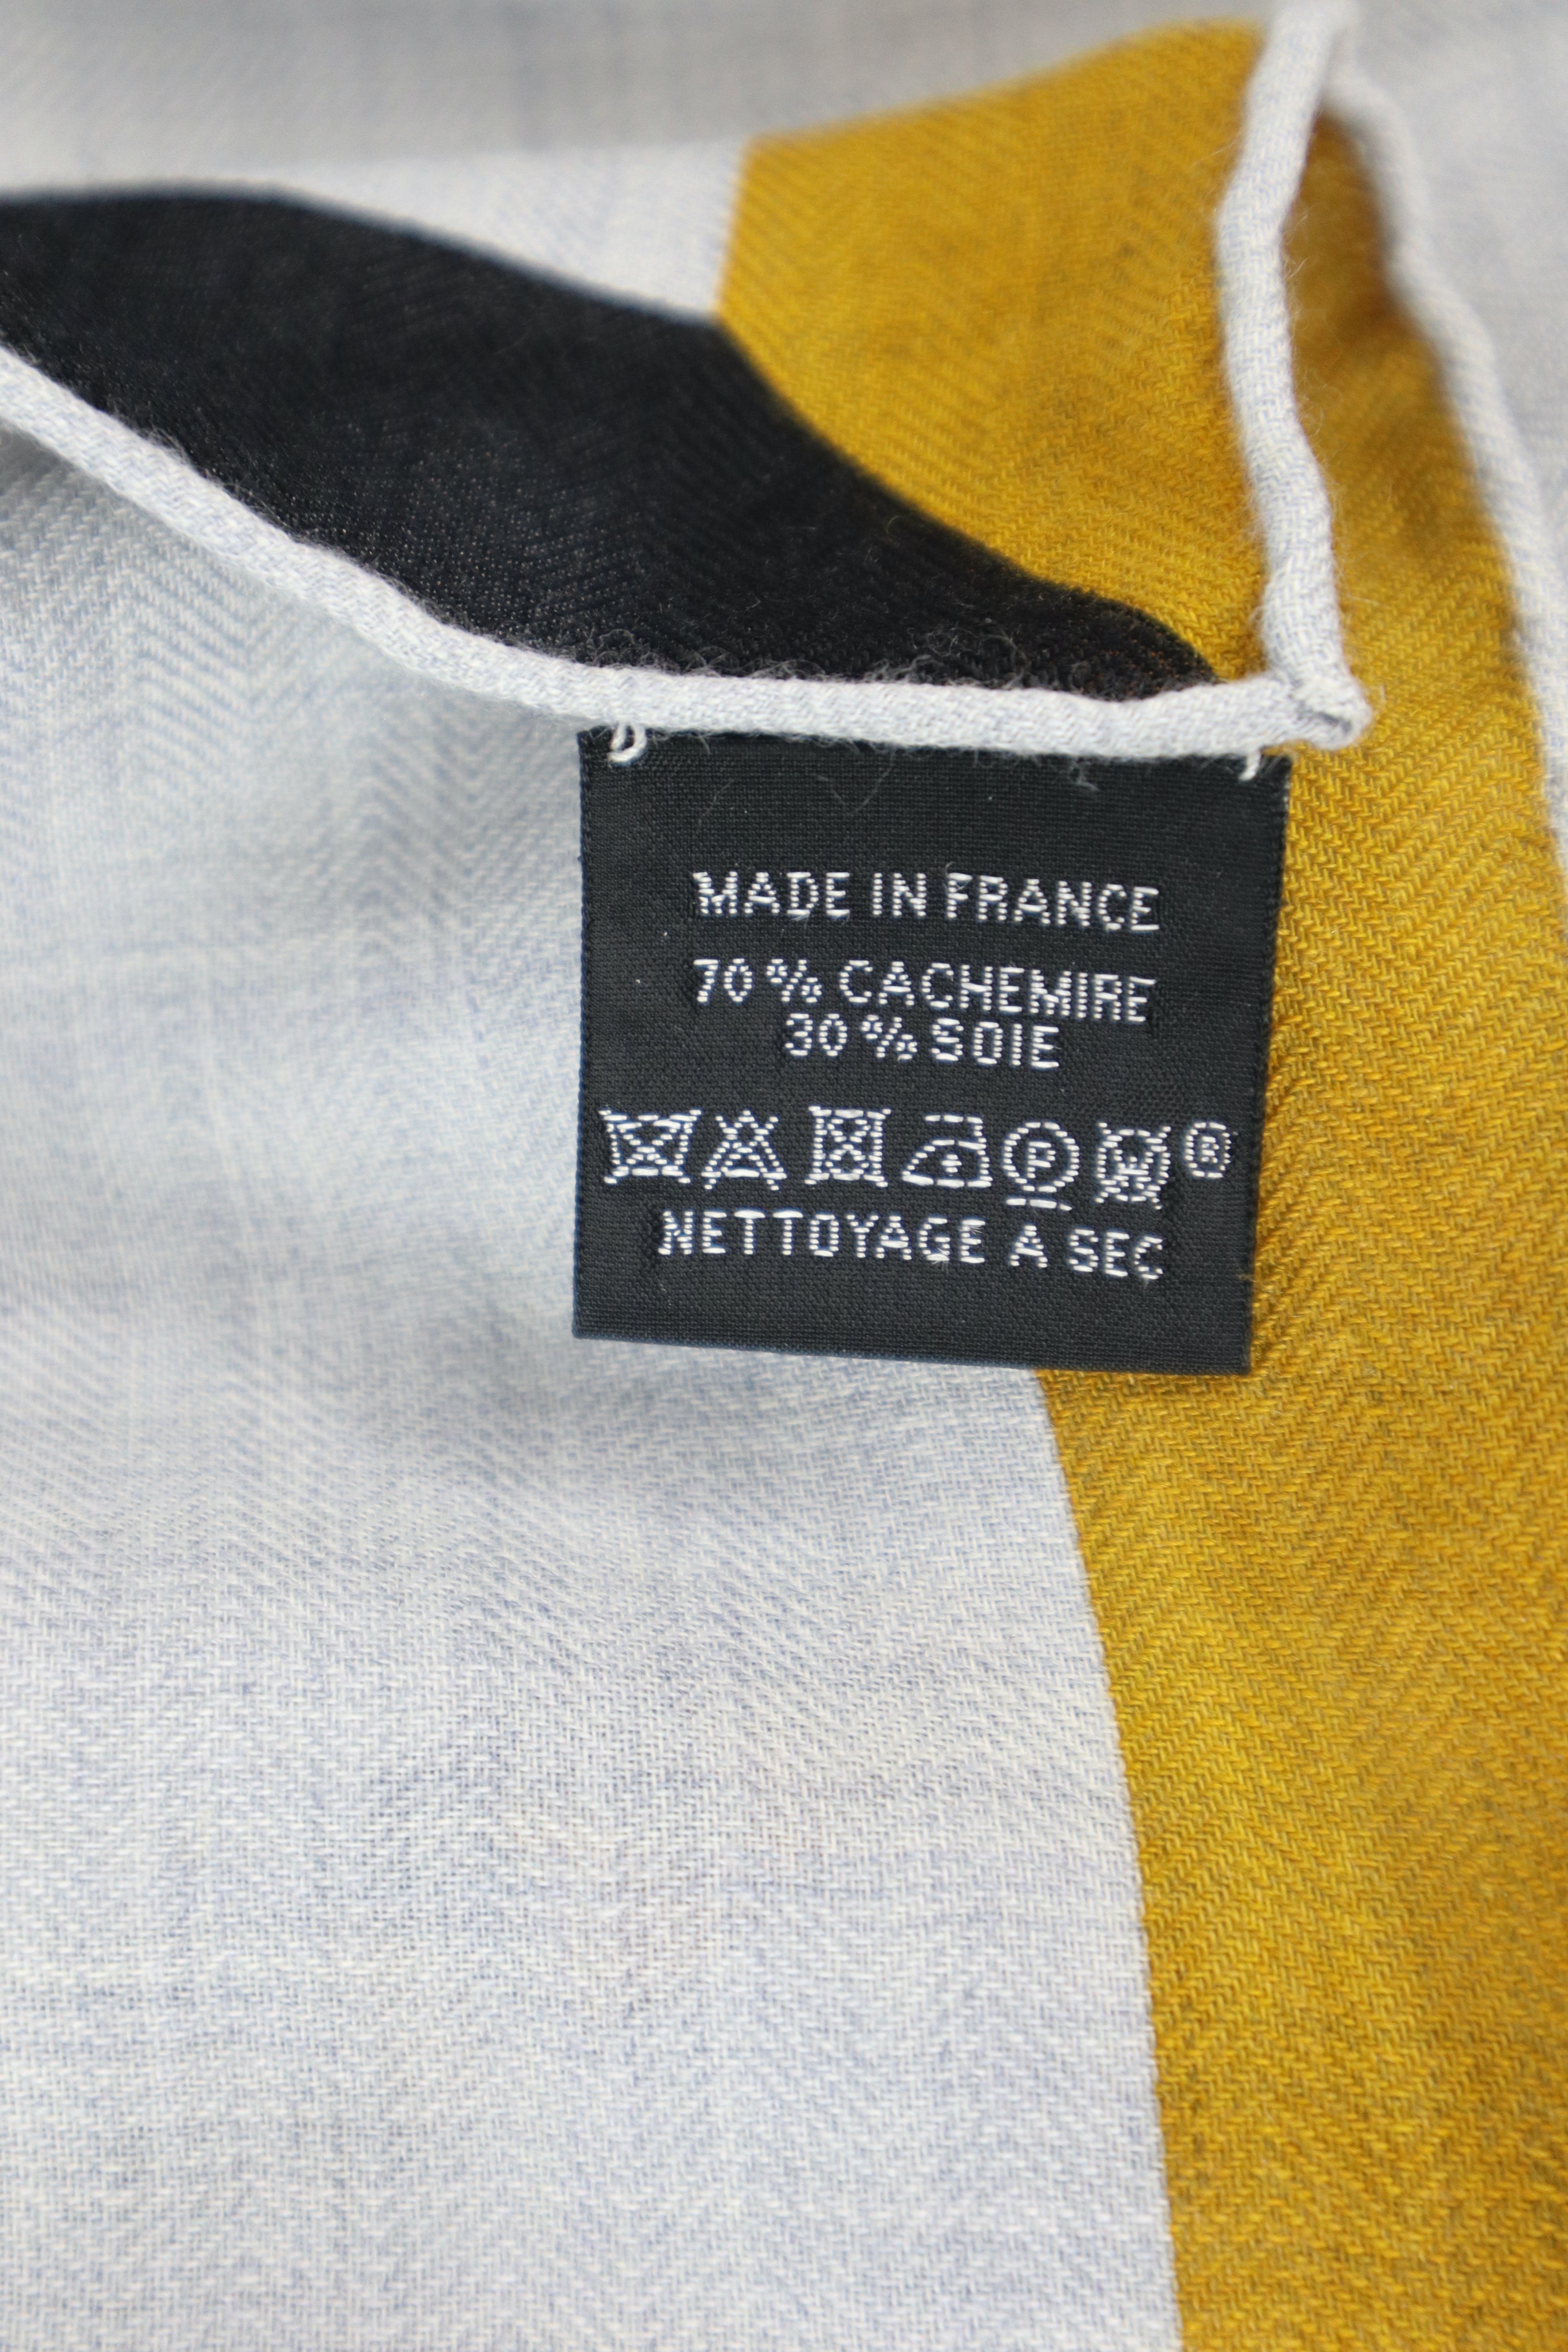 MADE IN FRANCE
70 % CACHEMIRE
30 % SOIE
P W ®
NETTOYAGE A SEC